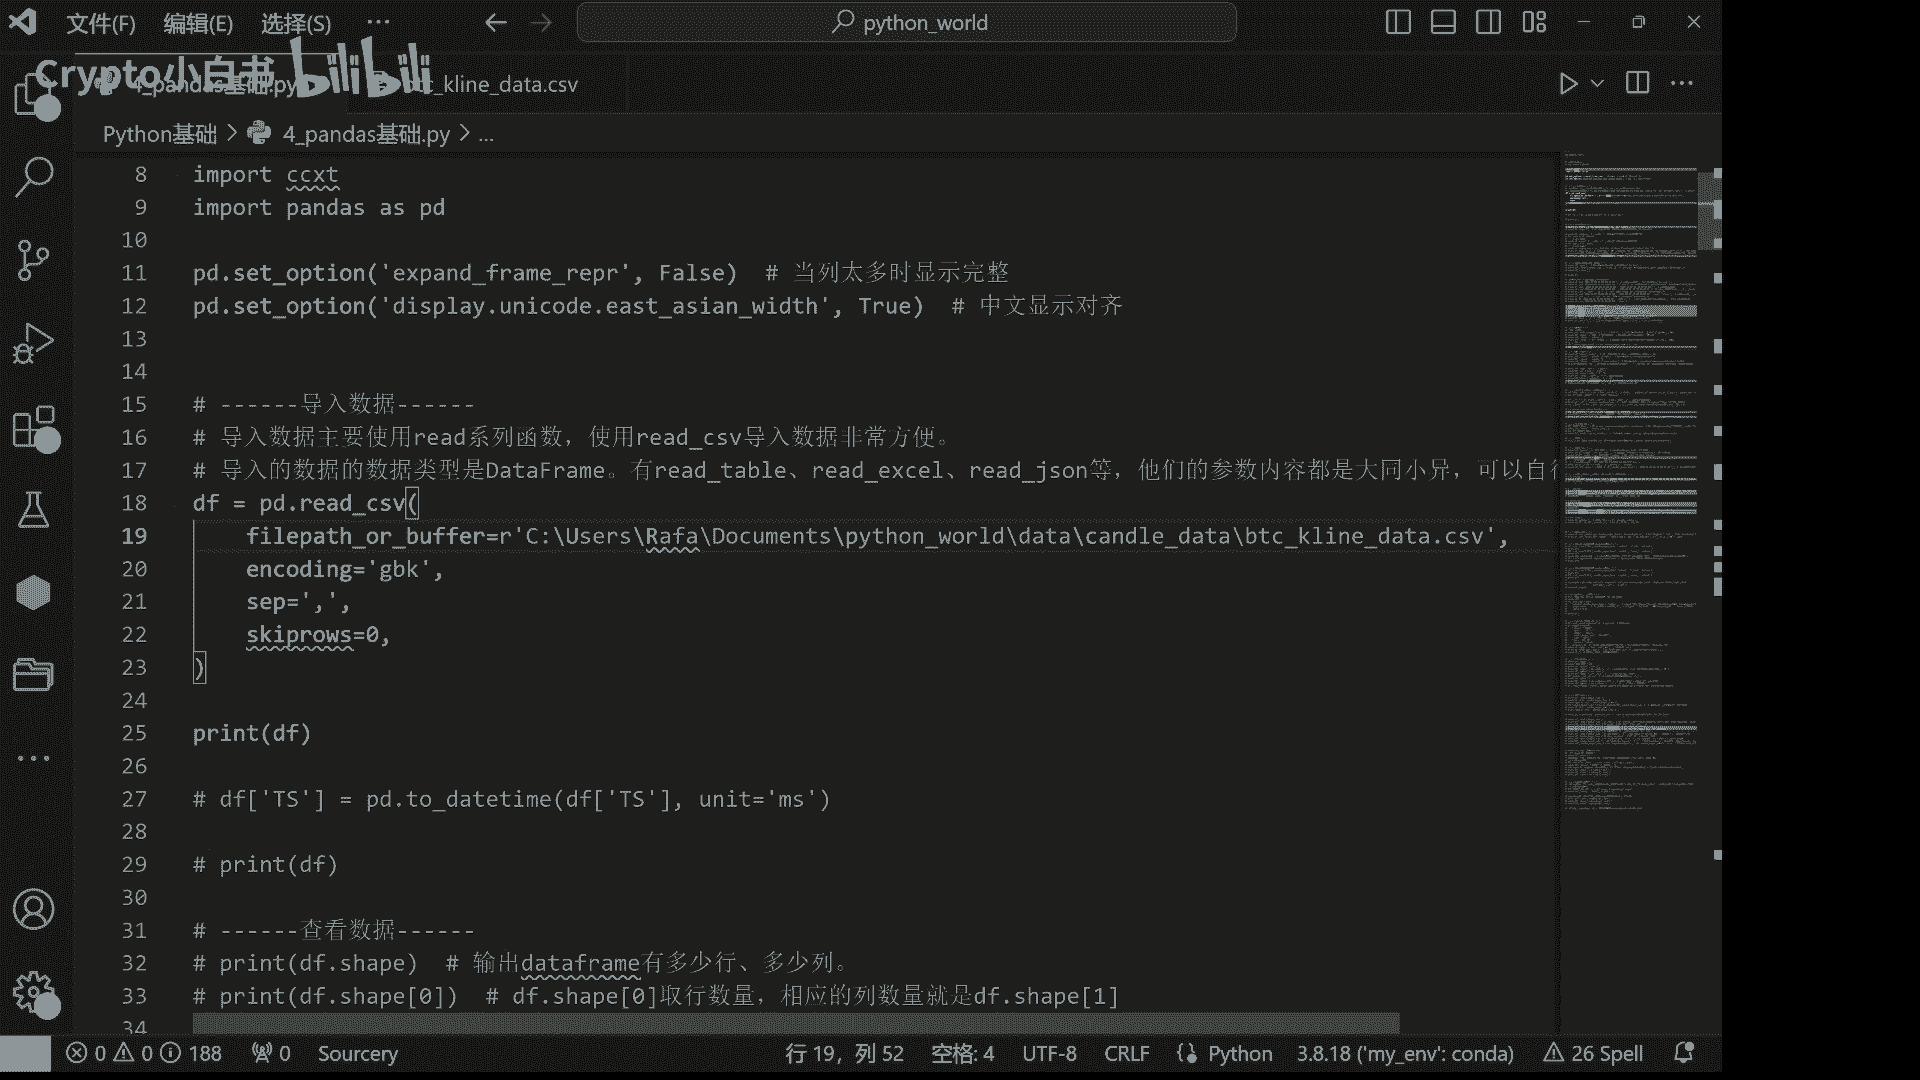 文件(F) 编辑(E) 选择(S) ··· python_world
Crypto小白书 bilibili
4_pandas基础.py btc_kline_data.csv
Python基础 > 4_pandas基础.py > ...
8 import ccxt
9 import pandas as pd
10
11 pd.set_option('expand_frame_repr', False)  # 当列太多时显示完整
12 pd.set_option('display.unicode.east_asian_width', True)  # 中文显示对齐
13
14
15 # ------导入数据------
16 # 导入数据主要使用read系列函数，使用read_csv导入数据非常方便。
17 # 导入的数据的数据类型是DataFrame。有read_table、read_excel、read_json等，他们的参数内容都是大同小异，可以自行
18 df = pd.read_csv(
19     filepath_or_buffer=r'C:\Users\Rafa\Documents\python_world\data\candle_data\btc_kline_data.csv',
20     encoding='gbk',
21     sep=',',
22     skiprows=0,
23 )
24
25 print(df)
26
27 # df['TS'] = pd.to_datetime(df['TS'], unit='ms')
28
29 # print(df)
30
31 # ------查看数据------
32 # print(df.shape)  # 输出dataframe有多少行、多少列。
33 # print(df.shape[0])  # df.shape[0]取行数量，相应的列数量就是df.shape[1]
34
0 0 188 0 Sourcery 行 19，列 52 空格: 4 UTF-8 CRLF Python 3.8.18 ('my_env': conda) 26 Spell